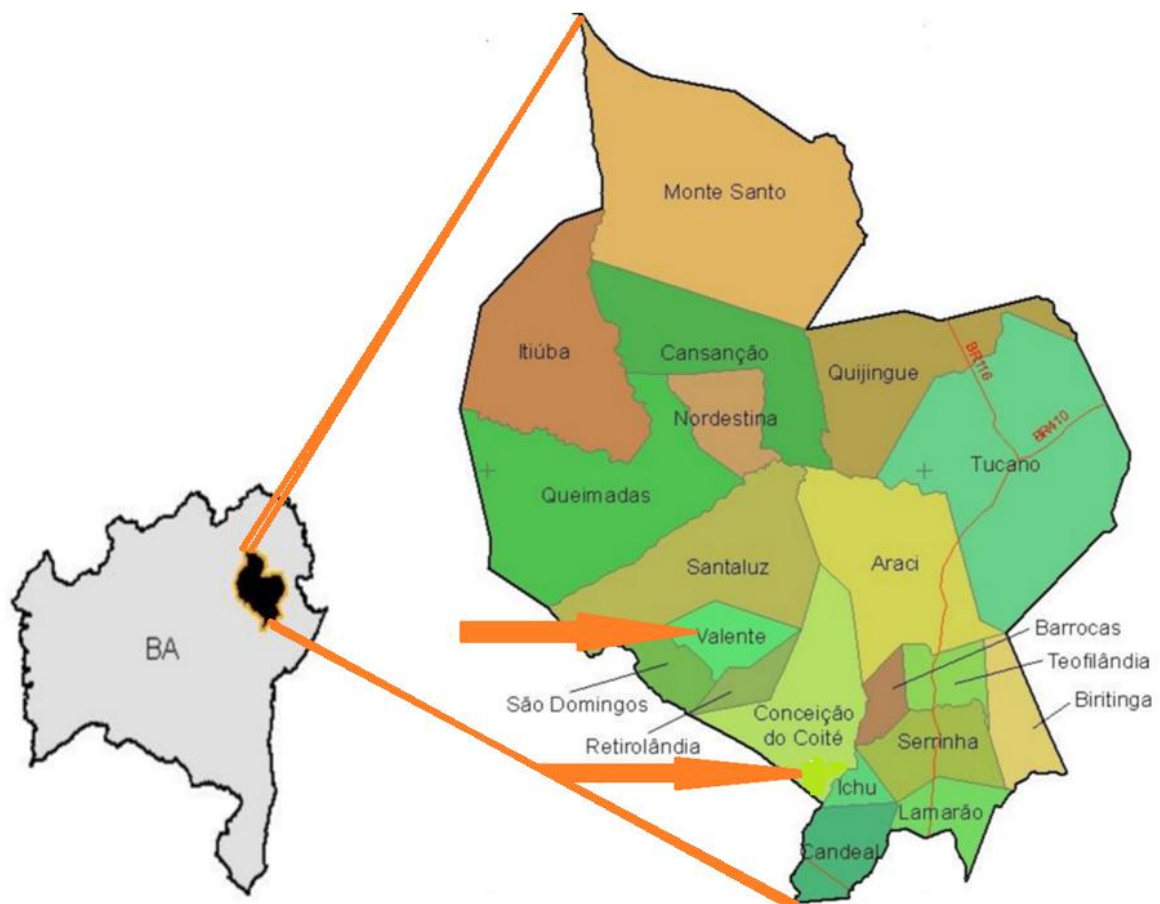 Monte Santo
Itiúba
Cansanção
Quijingue
BR116
BR410
Nordestina
Tucano
Queimadas
Santaluz
Araci
Valente
Barrocas
Teofilândia
Biritinga
BA
São Domingos
Retirolândia
Conceição
do Coité
Serrinha
Ichu
Lamarão
Candeal